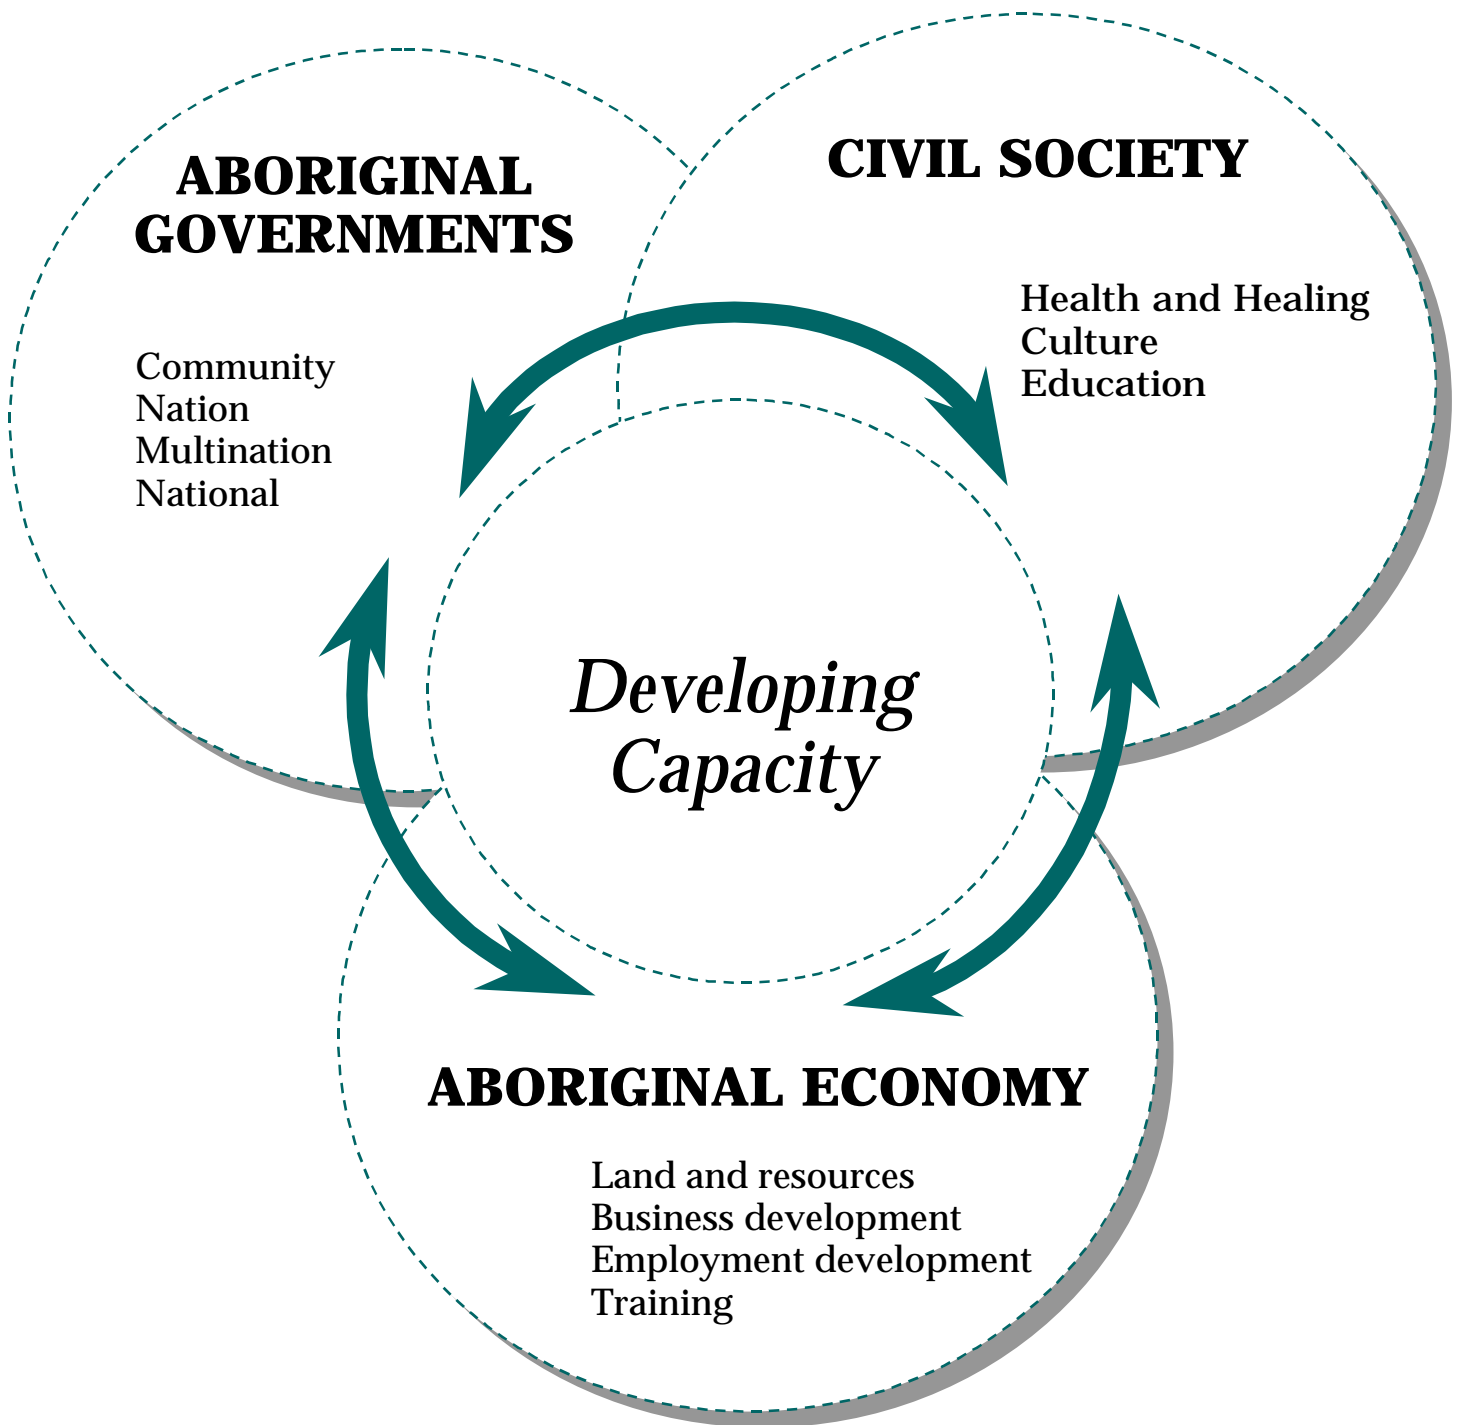 ABORIGINAL
GOVERNMENTS
Community
Nation
Multination
National
CIVIL SOCIETY
Health and Healing
Culture
Education
Developing
Capacity
ABORIGINAL ECONOMY
Land and resources
Business development
Employment development
Training